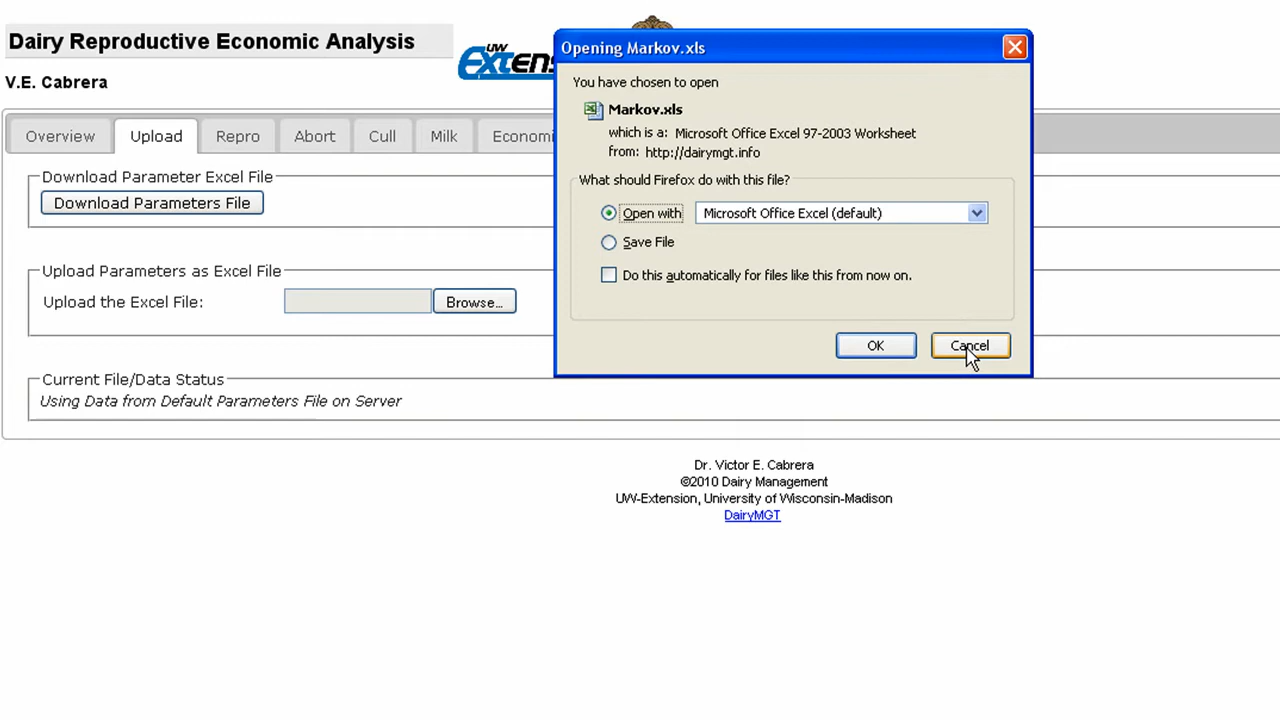 Dairy Reproductive Economic Analysis
UW
Extens
V.E. Cabrera
Overview
Upload
Repro
Abort
Cull
Milk
Economi
Download Parameter Excel File
Download Parameters File
Upload Parameters as Excel File
Upload the Excel File:
Browse...
Current File/Data Status
Using Data from Default Parameters File on Server
Opening Markov.xls
You have chosen to open
Markov.xls
which is a: Microsoft Office Excel 97-2003 Worksheet
from: http://dairymgt.info
What should Firefox do with this file?
Open with
Microsoft Office Excel (default)
Save File
Do this automatically for files like this from now on.
OK
Cancel
Dr. Victor E. Cabrera
©2010 Dairy Management
UW-Extension, University of Wisconsin-Madison
DairyMGT